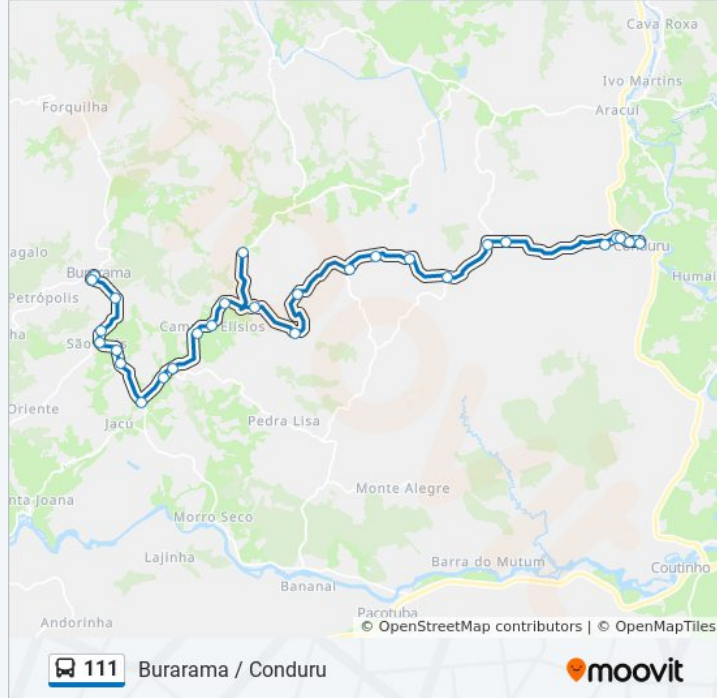 Cava Roxa
Ivo Martins
Forquilha
Aracuí
Conduru
agalo
Burarama
Petrópolis
Humai
ha
São
Campos Elísios
Oriente
Jacú
Pedra Lisa
nta Joana
Monte Alegre
Morro Seco
Lajinha
Barra do Mutum
Coutinho
Bananal
Pacotuba
Andorinha
© OpenStreetMap contributors | © OpenMapTiles
111 Burarama / Conduru
moovit